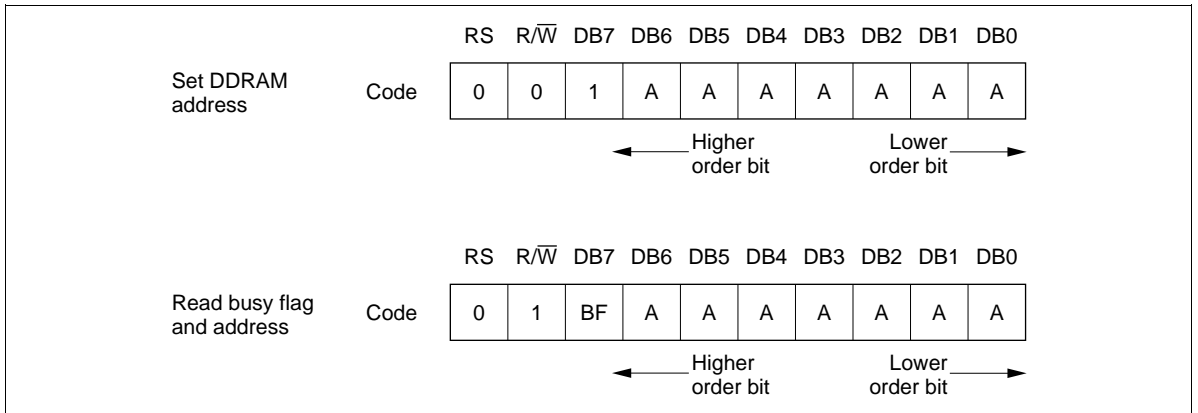 RS R/W̅ DB7 DB6 DB5 DB4 DB3 DB2 DB1 DB0
Set DDRAM
address
Code 0 0 1 A A A A A A A
Higher
order bit
Lower
order bit
RS R/W̅ DB7 DB6 DB5 DB4 DB3 DB2 DB1 DB0
Read busy flag
and address
Code 0 1 BF A A A A A A A
Higher
order bit
Lower
order bit